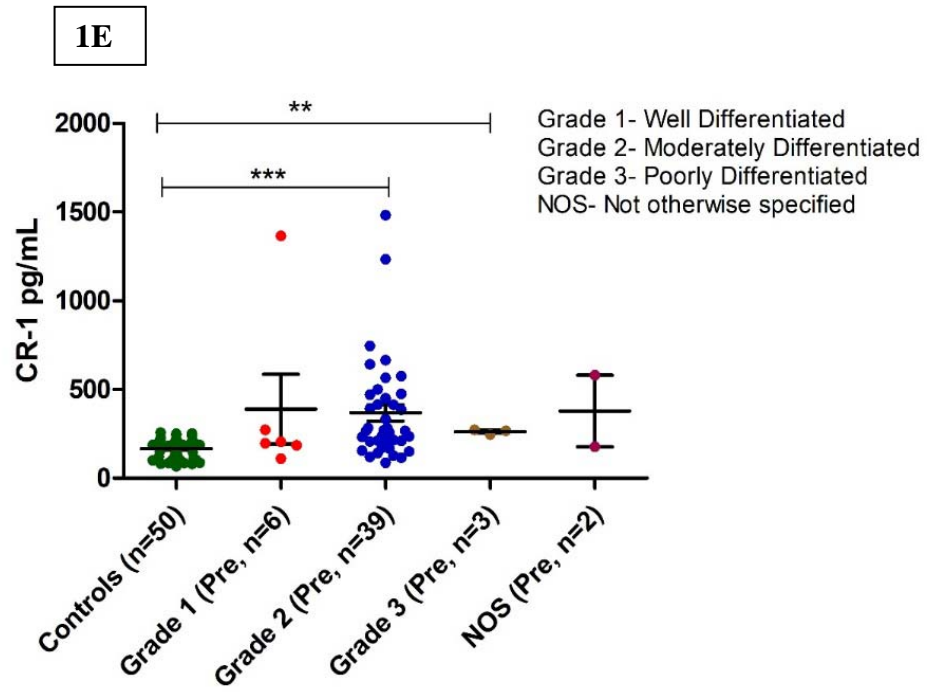 1E
**
***
Grade 1- Well Differentiated
Grade 2- Moderately Differentiated
Grade 3- Poorly Differentiated
NOS- Not otherwise specified
CR-1 pg/mL
2000
1500
1000
500
0
Controls (n=50)
Grade 1 (Pre, n=6)
Grade 2 (Pre, n=39)
Grade 3 (Pre, n=3)
NOS (Pre, n=2)